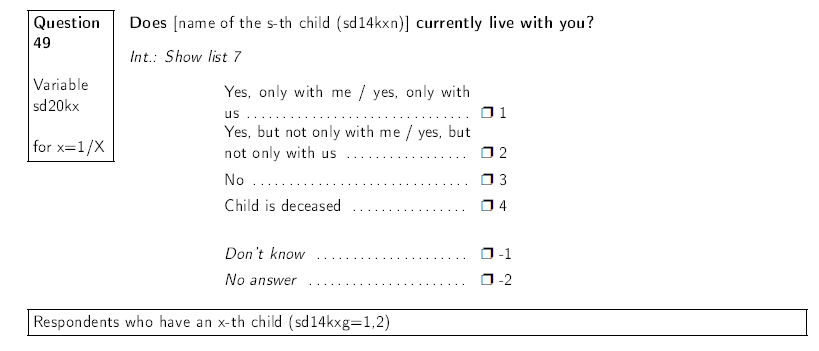 Question
49
Variable
sd20kx
for x=1/X
Does [name of the s-th child (sd14kxn)] currently live with you?
Int.: Show list 7
Yes, only with me / yes, only with
us .............................. ❒ 1
Yes, but not only with me / yes, but
not only with us ................. ❒ 2
No .............................. ❒ 3
Child is deceased ................ ❒ 4
Don't know ..................... ❒ -1
No answer ...................... ❒ -2
Respondents who have an x-th child (sd14kxg=1,2)